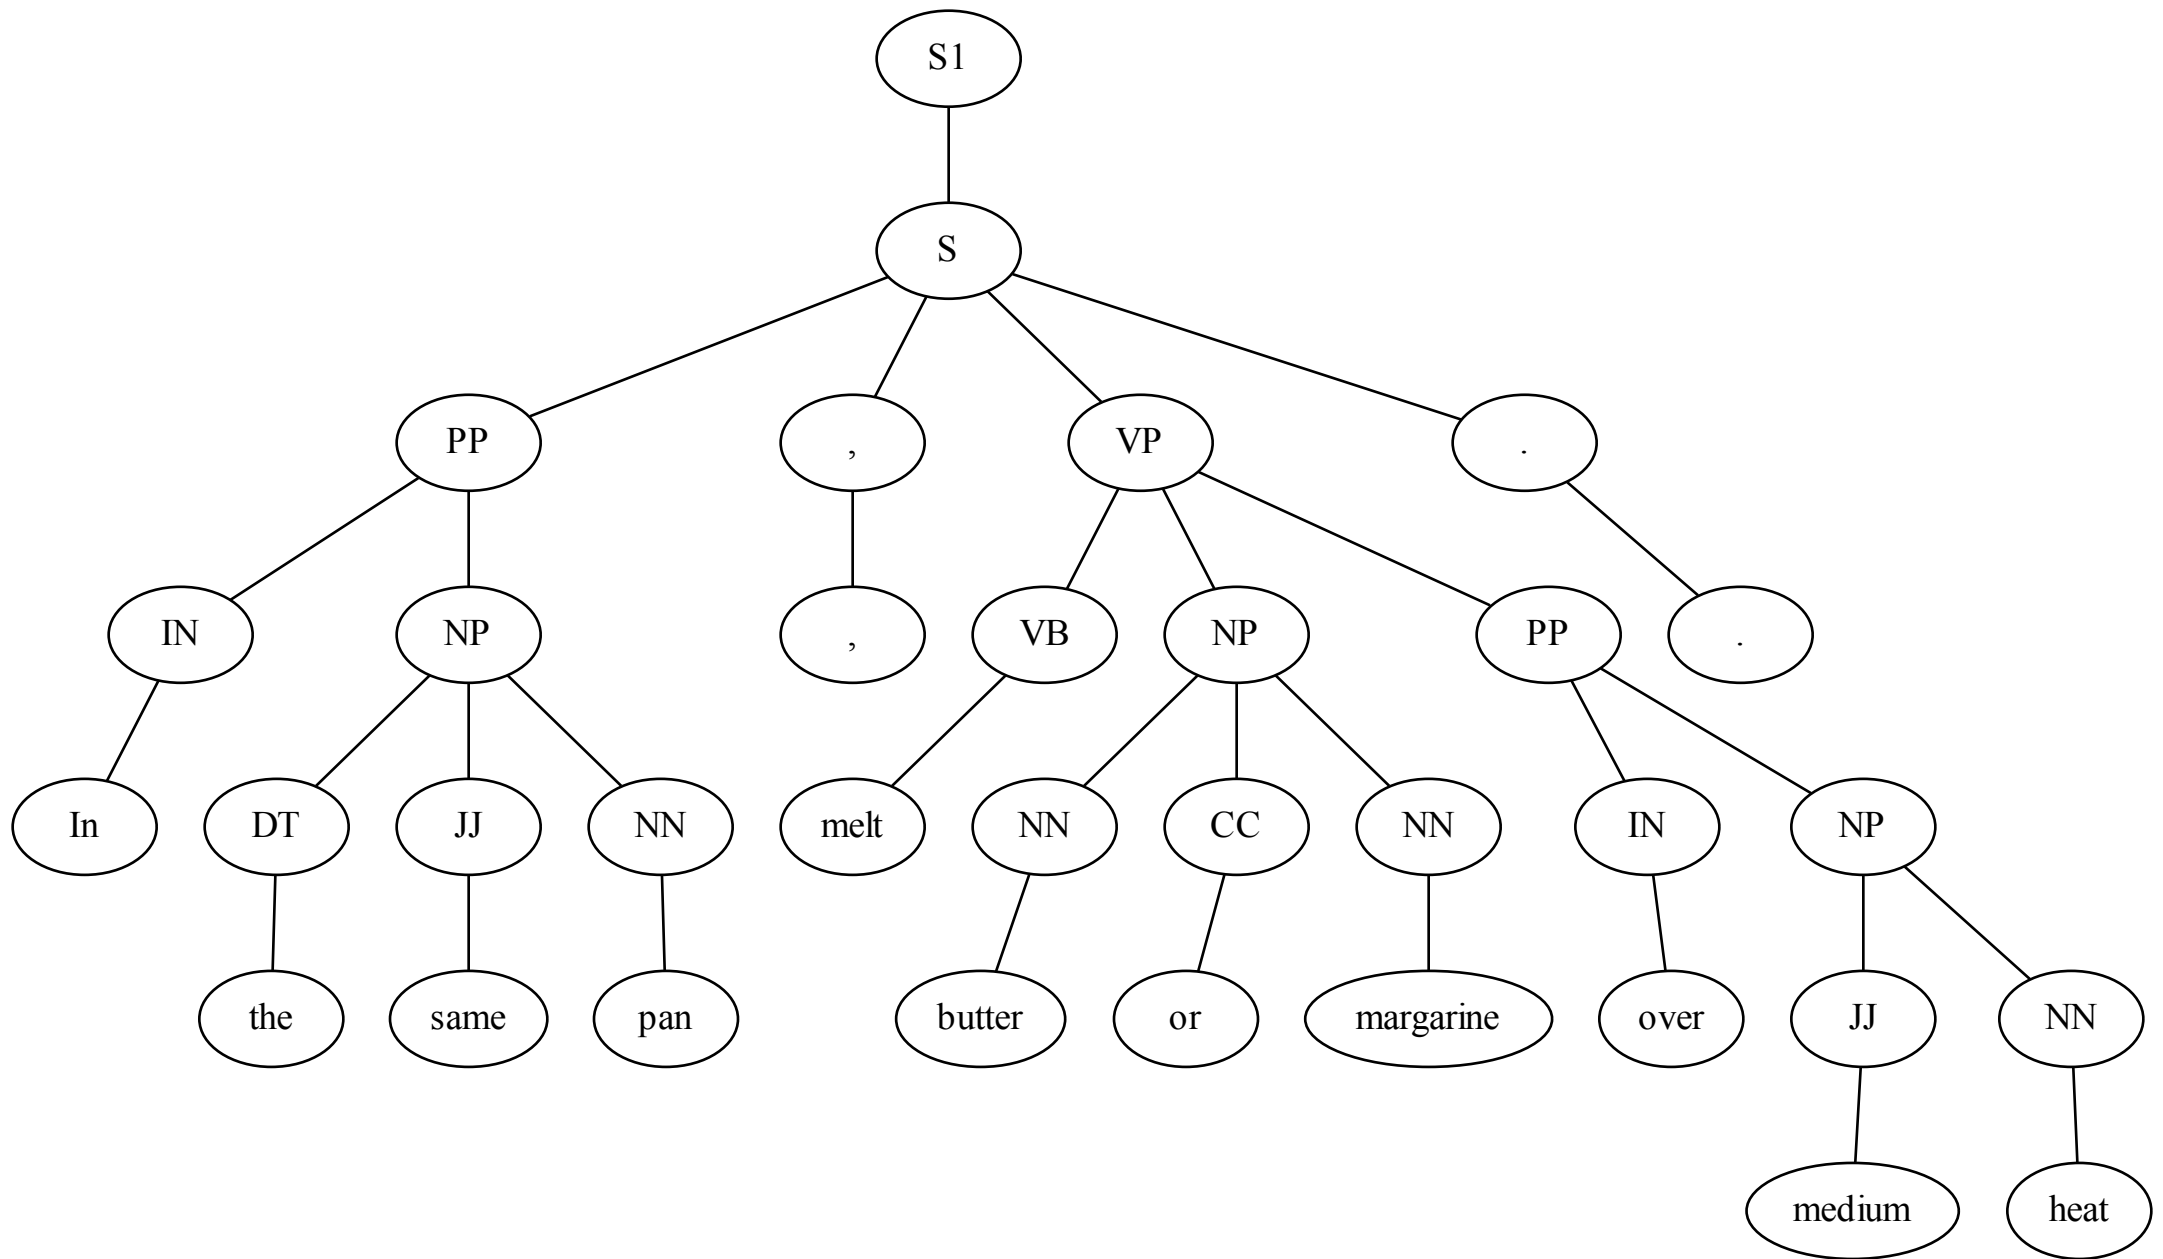 S1
S
PP , VP .
IN NP , VB NP PP .
In DT JJ NN melt NN CC NN IN NP
the same pan butter or margarine over JJ NN
medium heat